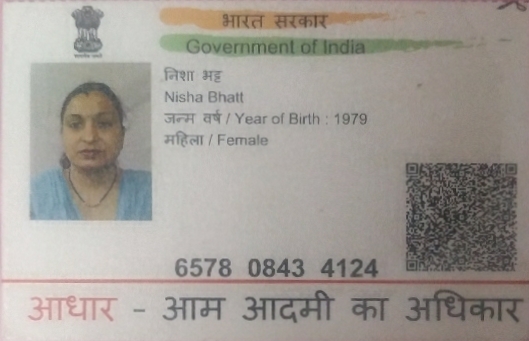 भारत सरकार
Government of India
निशा भट्ट
Nisha Bhatt
जन्म वर्ष / Year of Birth : 1979
महिला / Female
6578 0843 4124
आधार - आम आदमी का अधिकार